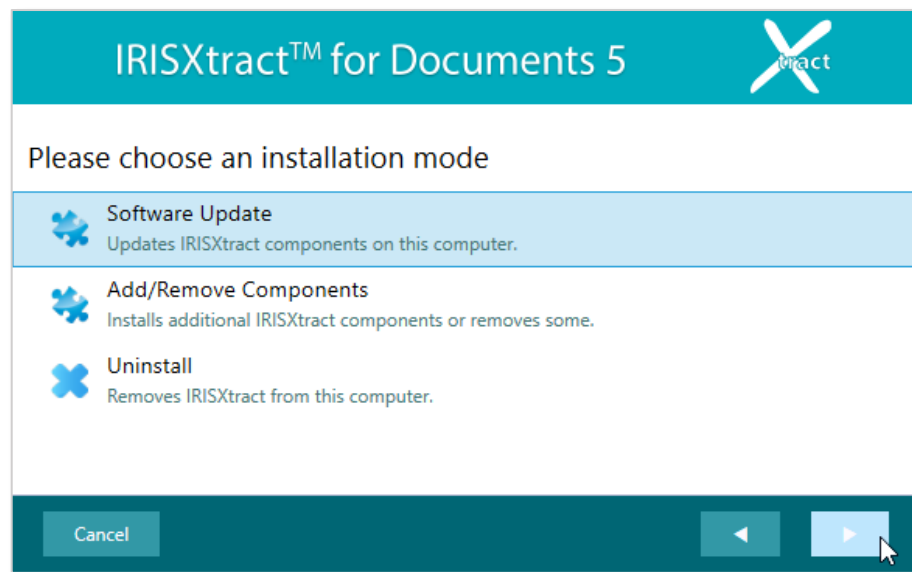 IRISXtract™ for Documents 5
Xtract
Please choose an installation mode
Software Update
Updates IRISXtract components on this computer.
Add/Remove Components
Installs additional IRISXtract components or removes some.
Uninstall
Removes IRISXtract from this computer.
Cancel